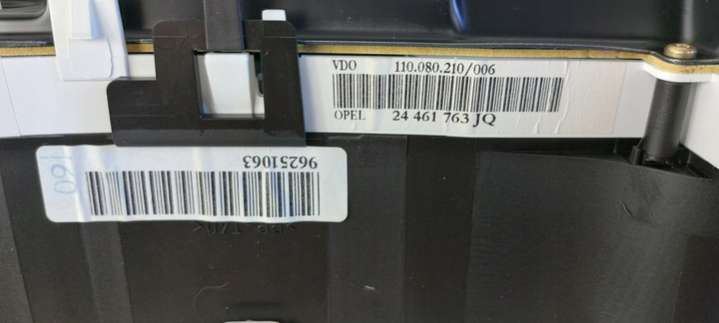 VDO 110.080.210/006
OPEL 24 461 763 JQ
96251063